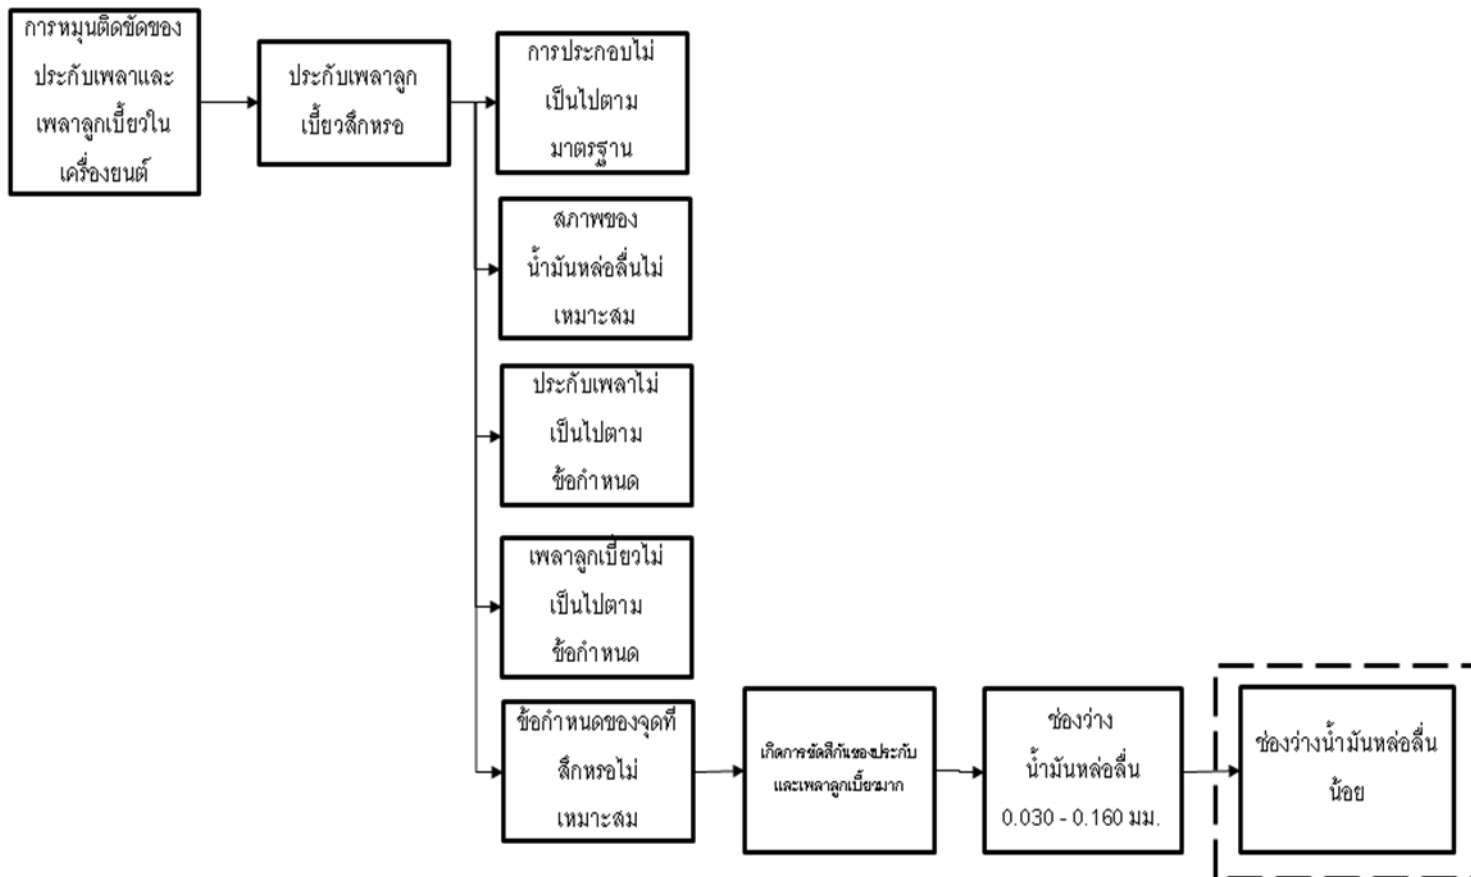 การหมุนติดขัดของ
ประกับเพลาและ
เพลาลูกเบี้ยวใน
เครื่องยนต์
ประกับเพลาลูก
เบี้ยวสึกหรอ
การประกอบไม่
เป็นไปตาม
มาตรฐาน
สภาพของ
น้ำมันหล่อลื่นไม่
เหมาะสม
ประกับเพลาไม่
เป็นไปตาม
ข้อกำหนด
เพลาลูกเบี้ยวไม่
เป็นไปตาม
ข้อกำหนด
ข้อกำหนดของจุดที่
สึกหรอไม่
เหมาะสม
เกิดการขัดสีกันของประกับ
และเพลาลูกเบี้ยวมาก
ช่องว่าง
น้ำมันหล่อลื่น
0.030 - 0.160 มม.
ช่องว่างน้ำมันหล่อลื่น
น้อย